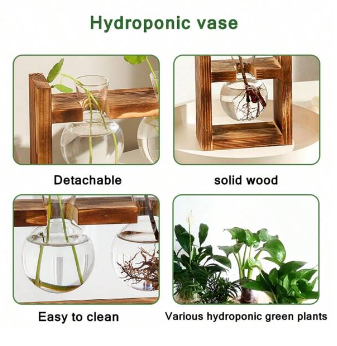 Hydroponic vase
Detachable
solid wood
Easy to clean
Various hydroponic green plants